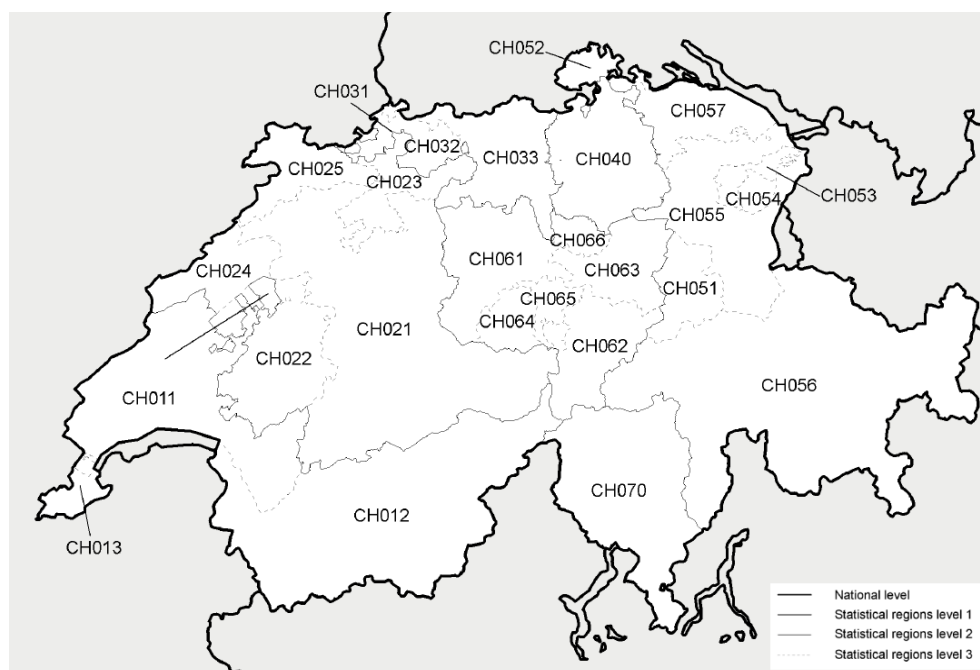 CH052
CH031
CH057
CH032
CH033
CH040
CH025
CH023
CH054
CH053
CH055
CH066
CH061
CH063
CH024
CH051
CH065
CH064
CH021
CH062
CH022
CH056
CH011
CH070
CH012
CH013
National level
Statistical regions level 1
Statistical regions level 2
Statistical regions level 3